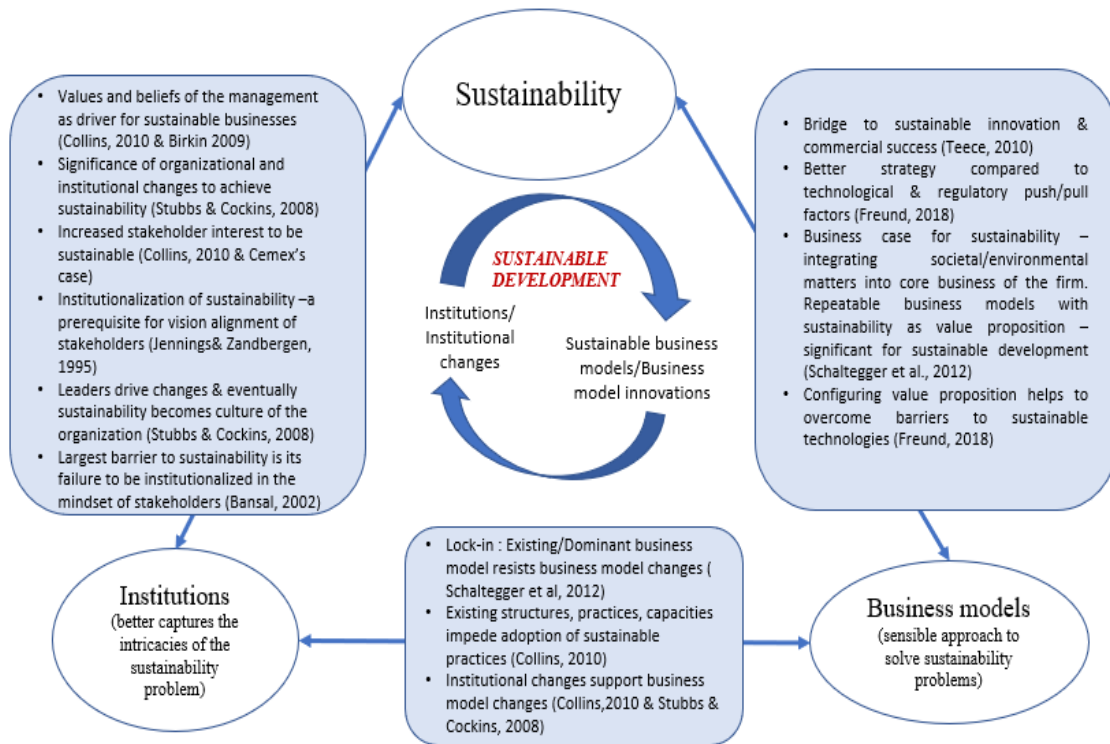 Sustainability
• Values and beliefs of the management
as driver for sustainable businesses
(Collins, 2010 & Birkin 2009)
• Significance of organizational and
institutional changes to achieve
sustainability (Stubbs & Cockins, 2008)
• Increased stakeholder interest to be
sustainable (Collins, 2010 & Cemex's
case)
• Institutionalization of sustainability –a
prerequisite for vision alignment of
stakeholders (Jennings& Zandbergen,
1995)
• Leaders drive changes & eventually
sustainability becomes culture of the
organization (Stubbs & Cockins, 2008)
• Largest barrier to sustainability is its
failure to be institutionalized in the
mindset of stakeholders (Bansal, 2002)
SUSTAINABLE
DEVELOPMENT
Institutions/
Institutional
changes
Sustainable business
models/Business
model innovations
• Bridge to sustainable innovation &
commercial success (Teece, 2010)
• Better strategy compared to
technological & regulatory push/pull
factors (Freund, 2018)
• Business case for sustainability –
integrating societal/environmental
matters into core business of the firm.
Repeatable business models with
sustainability as value proposition –
significant for sustainable development
(Schaltegger et al., 2012)
• Configuring value proposition helps to
overcome barriers to sustainable
technologies (Freund, 2018)
Institutions
(better captures the
intricacies of the
sustainability
problem)
• Lock-in : Existing/Dominant business
model resists business model changes (
Schaltegger et al, 2012)
• Existing structures, practices, capacities
impede adoption of sustainable
practices (Collins, 2010)
• Institutional changes support business
model changes (Collins,2010 & Stubbs &
Cockins, 2008)
Business models
(sensible approach to
solve sustainability
problems)